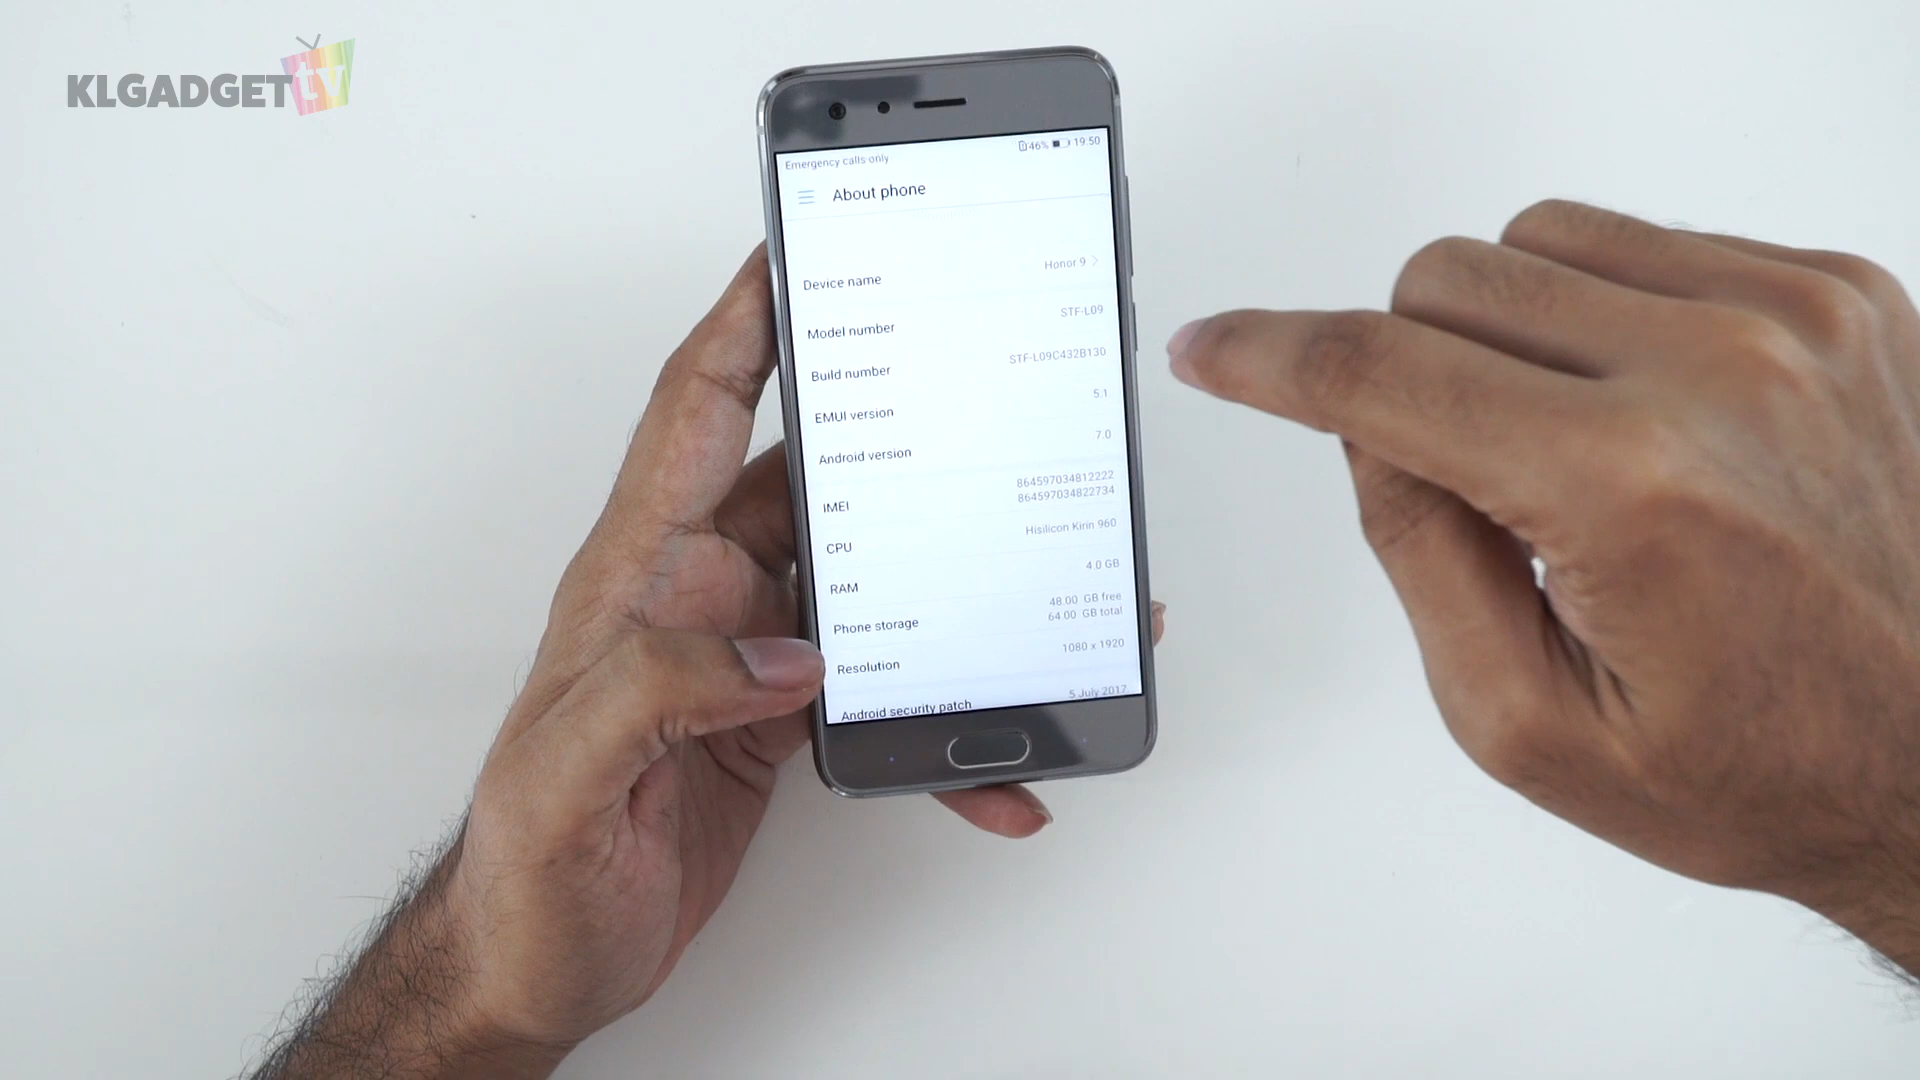 KLGADGETtv
Emergency calls only
46% 19:50
About phone
Device name Honor 9
Model number STF-L09
Build number STF-L09C432B130
EMUI version 5.1
Android version 7.0
IMEI 864597034812222
864597034822734
CPU Hisilicon Kirin 960
RAM 4.0 GB
Phone storage 48.00 GB free
64.00 GB total
Resolution 1080 x 1920
Android security patch 5 July 2017